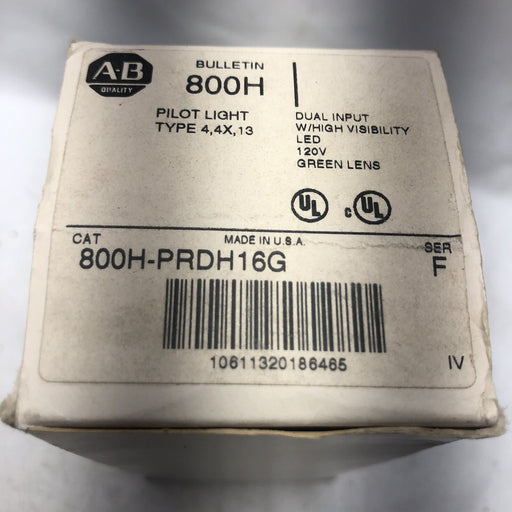 A-B
QUALITY
BULLETIN
800H
PILOT LIGHT
TYPE 4,4X,13
DUAL INPUT
W/HIGH VISIBILITY
LED
120V
GREEN LENS
UL
c UL
CAT
MADE IN U.S.A.
SER
800H-PRDH16G
F
10611320186465
IV